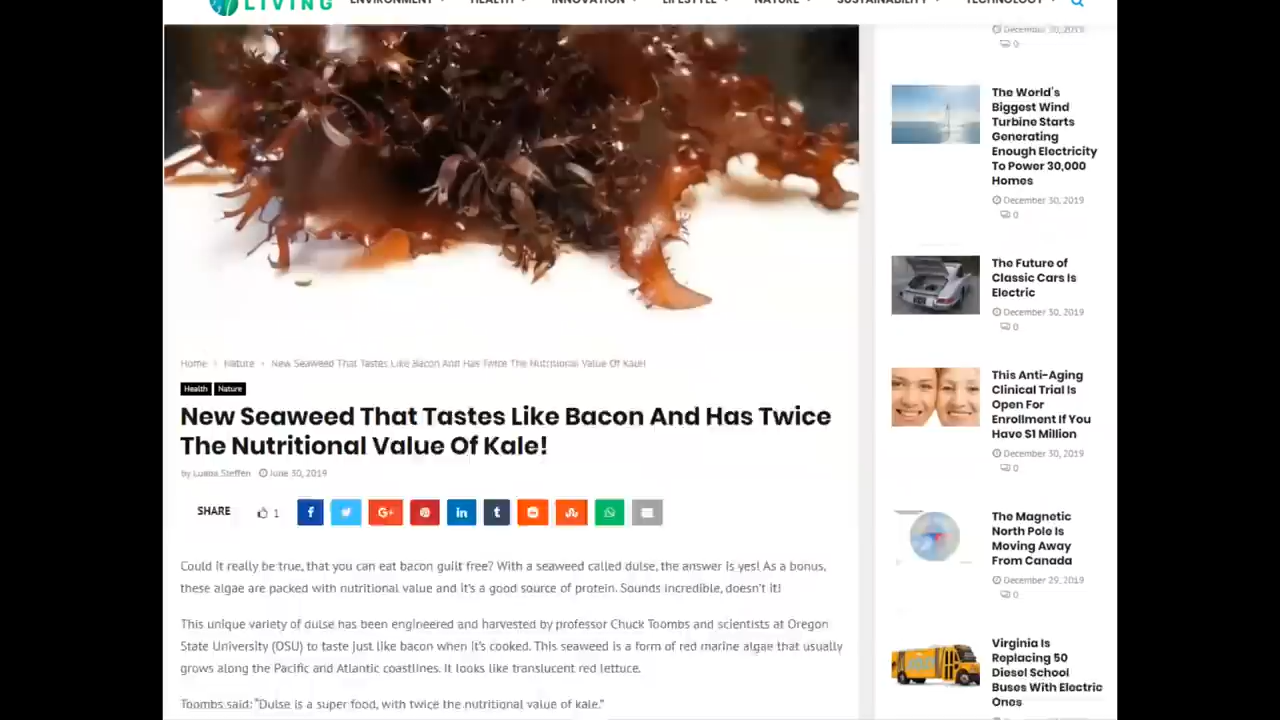 LIVING
ENVIRONMENT
HEALTH
INNOVATION
LIFESTYLE
NATURE
SUSTAINABILITY
TECHNOLOGY
Home
Nature
New Seaweed That Tastes Like Bacon And Has Twice The Nutritional Value Of Kale!
Health
Nature
New Seaweed That Tastes Like Bacon And Has Twice
The Nutritional Value Of Kale!
by Luana Steffen June 30, 2019
SHARE
1
Could it really be true, that you can eat bacon guilt free? With a seaweed called dulse, the answer is yes! As a bonus,
these algae are packed with nutritional value and it's a good source of protein. Sounds incredible, doesn't it!
This unique variety of dulse has been engineered and harvested by professor Chuck Toombs and scientists at Oregon
State University (OSU) to taste just like bacon when it's cooked. This seaweed is a form of red marine algae that usually
grows along the Pacific and Atlantic coastlines. It looks like translucent red lettuce.
Toombs said: "Dulse is a super food, with twice the nutritional value of kale."
December 30, 2019
0
The World's
Biggest Wind
Turbine Starts
Generating
Enough Electricity
To Power 30,000
Homes
December 30, 2019
0
The Future of
Classic Cars Is
Electric
December 30, 2019
0
This Anti-Aging
Clinical Trial Is
Open For
Enrollment If You
Have $1 Million
December 30, 2019
0
The Magnetic
North Pole Is
Moving Away
From Canada
December 29, 2019
0
Virginia Is
Replacing 50
Diesel School
Buses With Electric
Ones